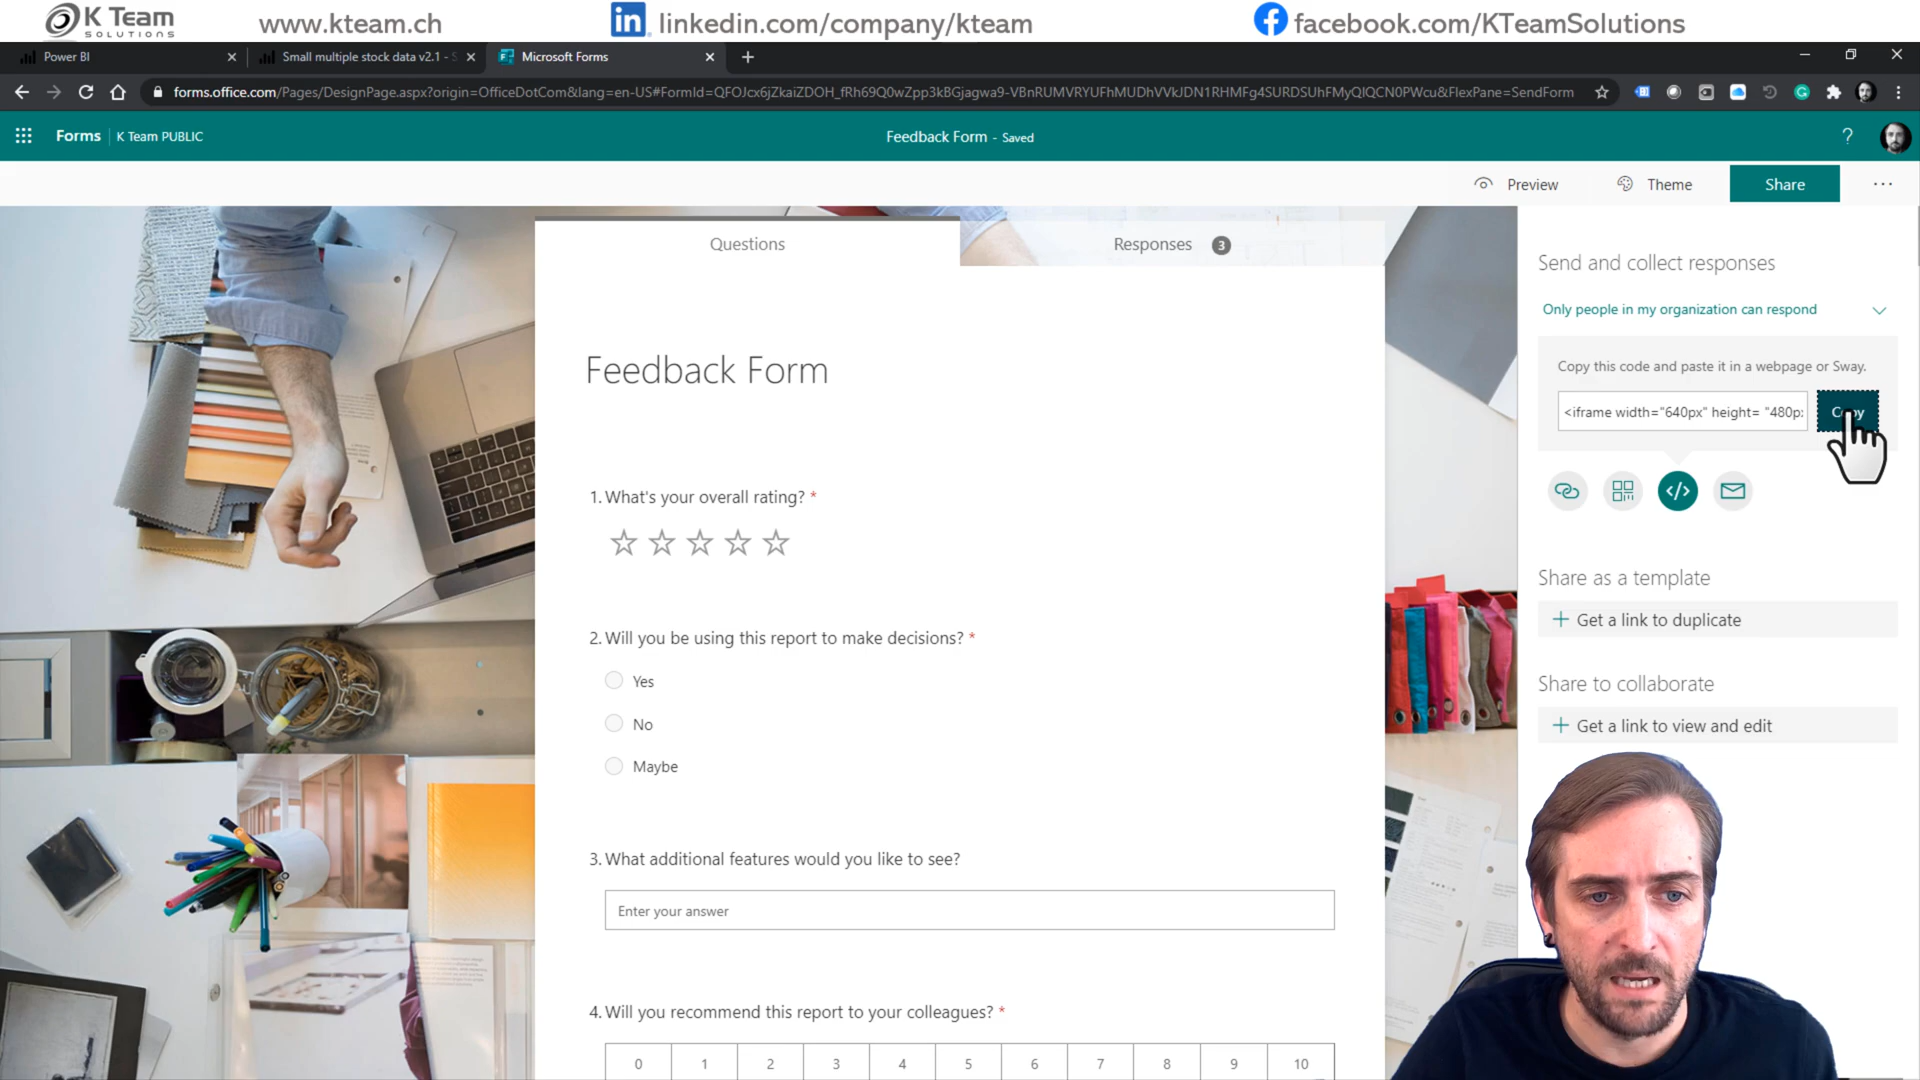 K Team
SOLUTIONS
www.kteam.ch
in linkedin.com/company/kteam
facebook.com/KTeamSolutions
Power BI
Small multiple stock data v2.1 - S
Microsoft Forms
forms.office.com/Pages/DesignPage.aspx?origin=OfficeDotCom&lang=en-US#FormId=QFOJcx6jZkaiZDOH_fRh69Q0wZpp3kBGjagwa9-VBnRUMVRYUFhMUDhVVkJDN1RHMFg4SURDSUhFMyQlQCN0PWcu&FlexPane=SendForm
Forms
K Team PUBLIC
Feedback Form - Saved
?
Preview
Theme
Share
Questions
Responses 3
Feedback Form
1. What's your overall rating? *
2. Will you be using this report to make decisions? *
Yes
No
Maybe
3. What additional features would you like to see?
Enter your answer
4. Will you recommend this report to your colleagues? *
0 1 2 3 4 5 6 7 8 9 10
Send and collect responses
Only people in my organization can respond
Copy this code and paste it in a webpage or Sway.
<iframe width="640px" height= "480p:
Copy
Share as a template
+ Get a link to duplicate
Share to collaborate
+ Get a link to view and edit